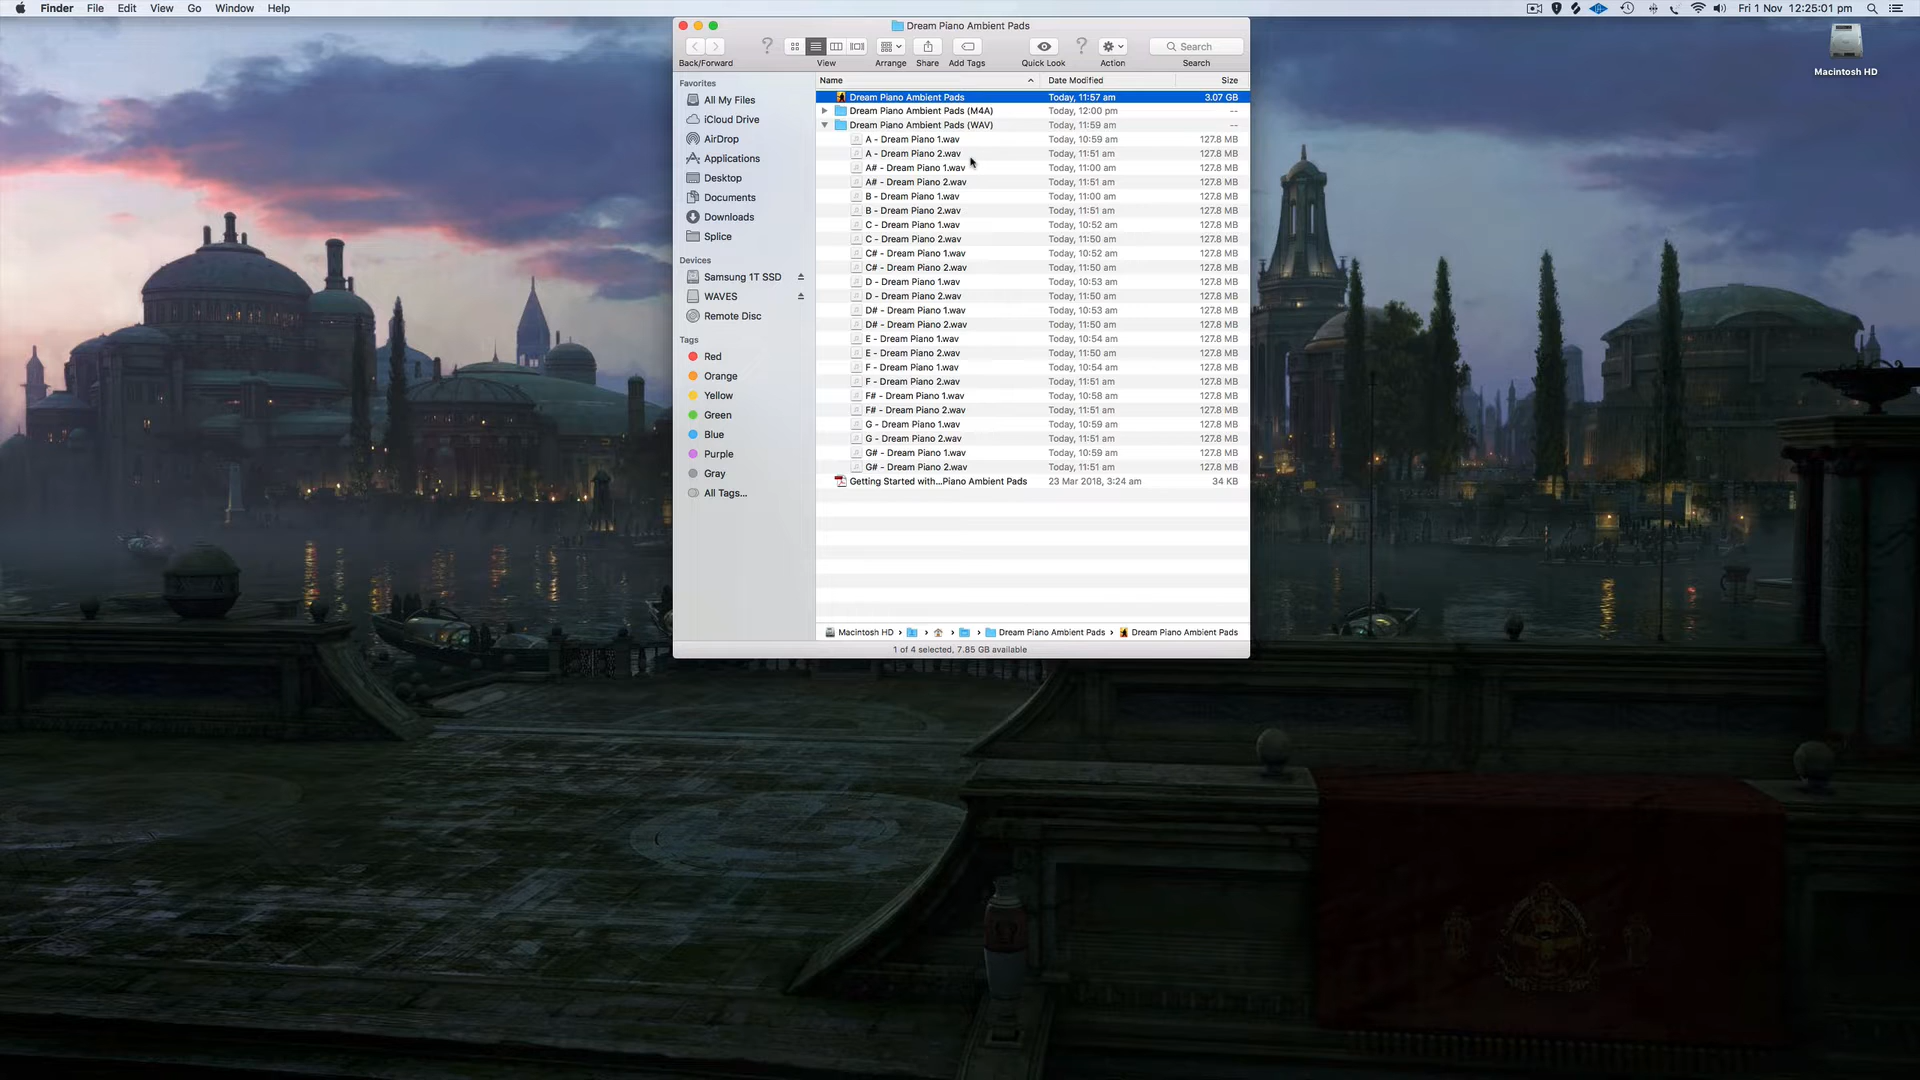 Finder File Edit View Go Window Help
Fri 1 Nov 12:25:01 pm
Macintosh HD
Dream Piano Ambient Pads
Search
Back/Forward View Arrange Share Add Tags Quick Look Action Search
Favorites
All My Files
iCloud Drive
AirDrop
Applications
Desktop
Documents
Downloads
Splice
Devices
Samsung 1T SSD
WAVES
Remote Disc
Tags
Red
Orange
Yellow
Green
Blue
Purple
Gray
All Tags...
Name Date Modified Size
Dream Piano Ambient Pads Today, 11:57 am 3.07 GB
Dream Piano Ambient Pads (M4A) Today, 12:00 pm --
Dream Piano Ambient Pads (WAV) Today, 11:59 am --
A - Dream Piano 1.wav Today, 10:59 am 127.8 MB
A - Dream Piano 2.wav Today, 11:51 am 127.8 MB
A# - Dream Piano 1.wav Today, 11:00 am 127.8 MB
A# - Dream Piano 2.wav Today, 11:51 am 127.8 MB
B - Dream Piano 1.wav Today, 11:00 am 127.8 MB
B - Dream Piano 2.wav Today, 11:51 am 127.8 MB
C - Dream Piano 1.wav Today, 10:52 am 127.8 MB
C - Dream Piano 2.wav Today, 11:50 am 127.8 MB
C# - Dream Piano 1.wav Today, 10:52 am 127.8 MB
C# - Dream Piano 2.wav Today, 11:50 am 127.8 MB
D - Dream Piano 1.wav Today, 10:53 am 127.8 MB
D - Dream Piano 2.wav Today, 11:50 am 127.8 MB
D# - Dream Piano 1.wav Today, 10:53 am 127.8 MB
D# - Dream Piano 2.wav Today, 11:50 am 127.8 MB
E - Dream Piano 1.wav Today, 10:54 am 127.8 MB
E - Dream Piano 2.wav Today, 11:50 am 127.8 MB
F - Dream Piano 1.wav Today, 10:54 am 127.8 MB
F - Dream Piano 2.wav Today, 11:51 am 127.8 MB
F# - Dream Piano 1.wav Today, 10:58 am 127.8 MB
F# - Dream Piano 2.wav Today, 11:51 am 127.8 MB
G - Dream Piano 1.wav Today, 10:59 am 127.8 MB
G - Dream Piano 2.wav Today, 11:51 am 127.8 MB
G# - Dream Piano 1.wav Today, 10:59 am 127.8 MB
G# - Dream Piano 2.wav Today, 11:51 am 127.8 MB
Getting Started with...Piano Ambient Pads 23 Mar 2018, 3:24 am 34 KB
Macintosh HD › › › › Dream Piano Ambient Pads › Dream Piano Ambient Pads
1 of 4 selected, 7.85 GB available